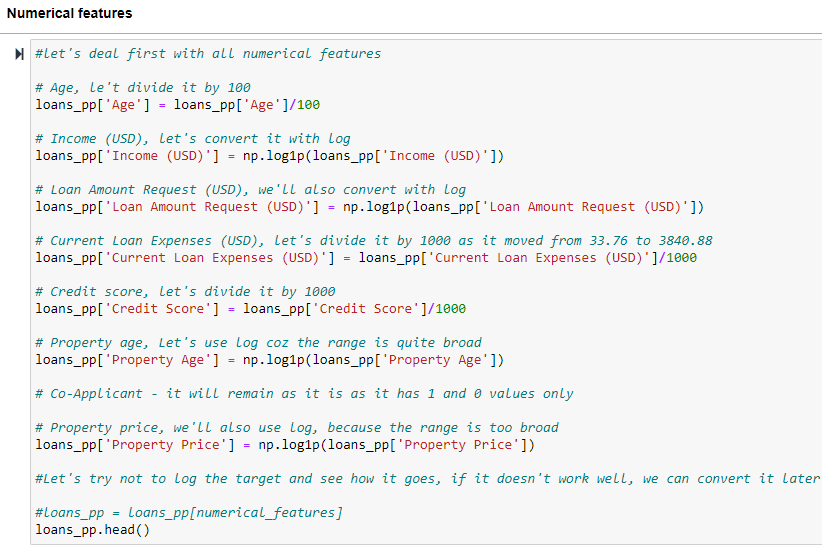 Numerical features
#Let's deal first with all numerical features
# Age, le't divide it by 100
loans_pp['Age'] = loans_pp['Age']/100
# Income (USD), let's convert it with log
loans_pp['Income (USD)'] = np.log1p(loans_pp['Income (USD)'])
# Loan Amount Request (USD), we'll also convert with log
loans_pp['Loan Amount Request (USD)'] = np.log1p(loans_pp['Loan Amount Request (USD)'])
# Current Loan Expenses (USD), let's divide it by 1000 as it moved from 33.76 to 3840.88
loans_pp['Current Loan Expenses (USD)'] = loans_pp['Current Loan Expenses (USD)']/1000
# Credit score, let's divide it by 1000
loans_pp['Credit Score'] = loans_pp['Credit Score']/1000
# Property age, Let's use log coz the range is quite broad
loans_pp['Property Age'] = np.log1p(loans_pp['Property Age'])
# Co-Applicant - it will remain as it is as it has 1 and 0 values only
# Property price, we'll also use log, because the range is too broad
loans_pp['Property Price'] = np.log1p(loans_pp['Property Price'])
#Let's try not to log the target and see how it goes, if it doesn't work well, we can convert it later
#loans_pp = loans_pp[numerical_features]
loans_pp.head()